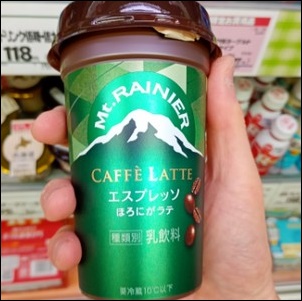 118
Mt. RAINIER
CAFFÈ LATTE
エスプレッソ
ほろにがラテ
種類別 乳飲料
要冷蔵10℃以下